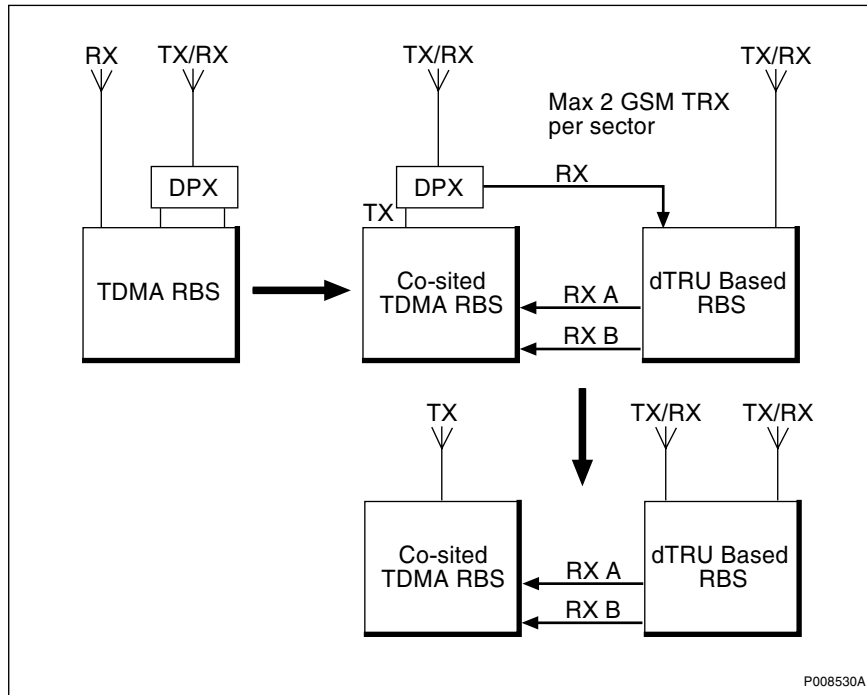 RX
TX/RX
DPX
TDMA RBS
TX/RX
Max 2 GSM TRX
per sector
TX/RX
DPX
RX
TX
Co-sited
TDMA RBS
RX A
RX B
dTRU Based
RBS
TX
TX/RX
TX/RX
Co-sited
TDMA RBS
RX A
RX B
dTRU Based
RBS
P008530A